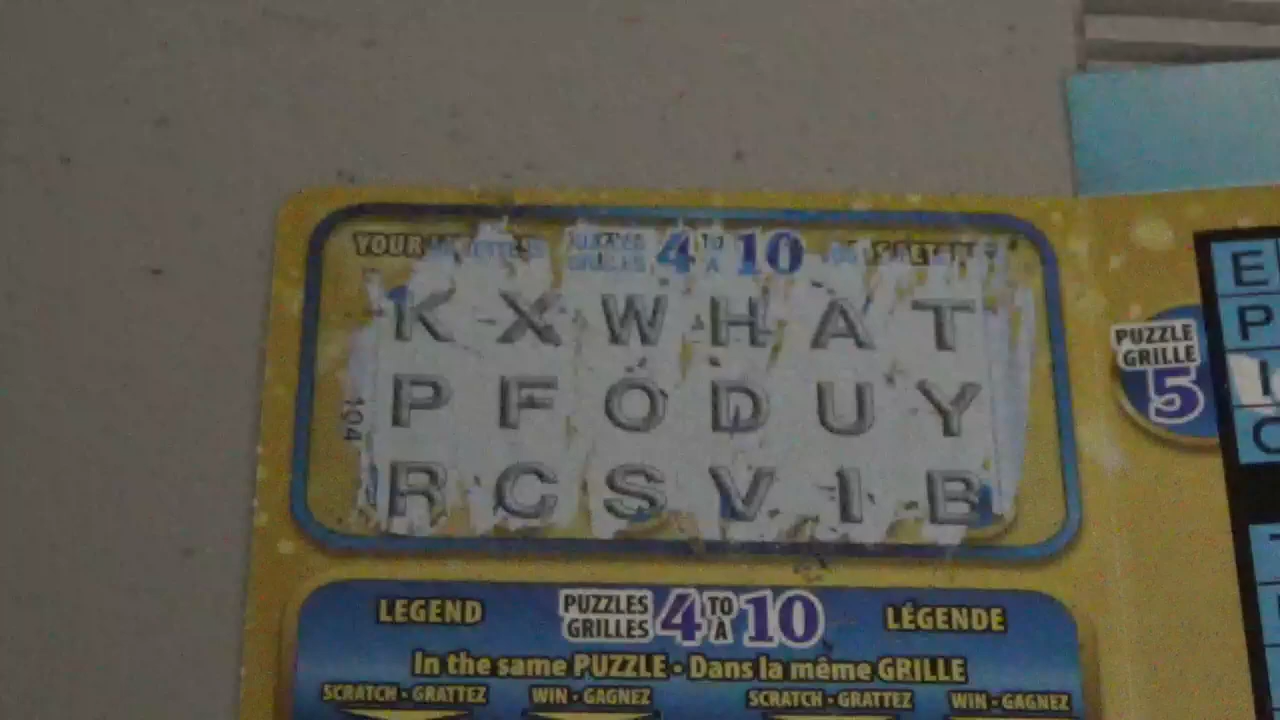 YOUR
4 TO À 10
K X W H A T
P F O D U Y
104
R C S V I B
PUZZLE
GRILLE
5
E
P
I
LEGEND PUZZLES GRILLES 4 TO À 10 LÉGENDE
In the same PUZZLE • Dans la même GRILLE
SCRATCH • GRATTEZ WIN • GAGNEZ SCRATCH • GRATTEZ WIN • GAGNEZ